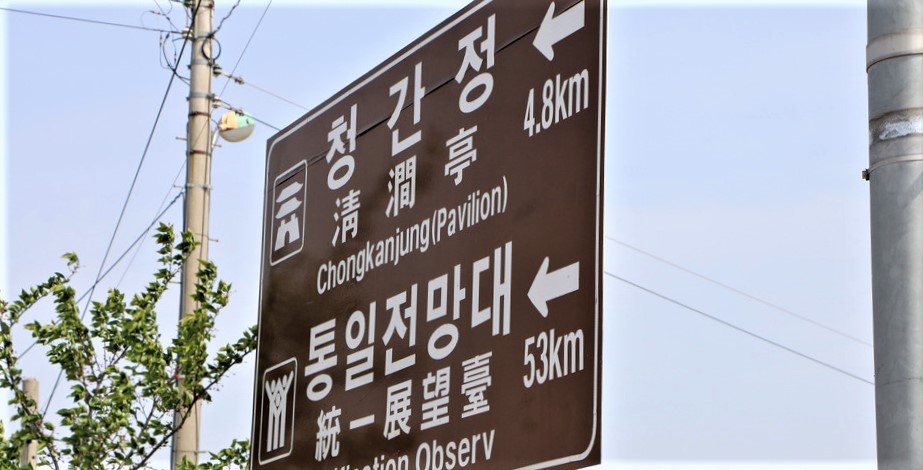 청간정
4.8km
淸澗亭
Chongkanjung(Pavilion)
통일전망대
53km
統一展望臺
Observ